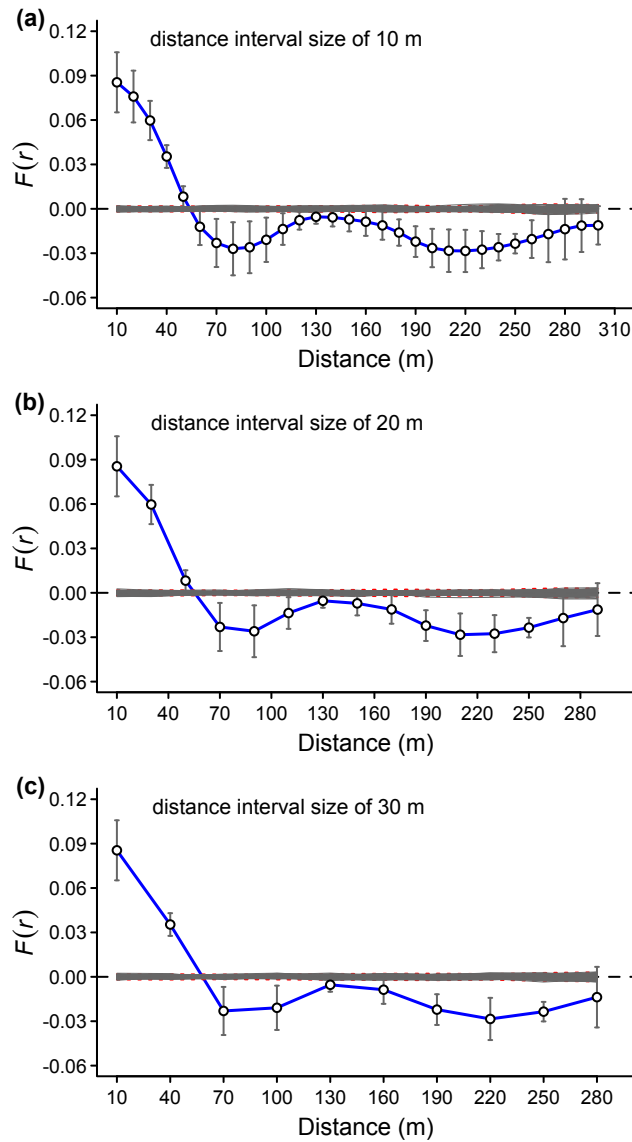 (a)
distance interval size of 10 m
0.12
0.09
0.06
0.03
0.00
-0.03
-0.06
F(r)
10 40 70 100 130 160 190 220 250 280 310
Distance (m)
(b)
distance interval size of 20 m
0.12
0.09
0.06
0.03
0.00
-0.03
-0.06
F(r)
10 40 70 100 130 160 190 220 250 280
Distance (m)
(c)
distance interval size of 30 m
0.12
0.09
0.06
0.03
0.00
-0.03
-0.06
F(r)
10 40 70 100 130 160 190 220 250 280
Distance (m)